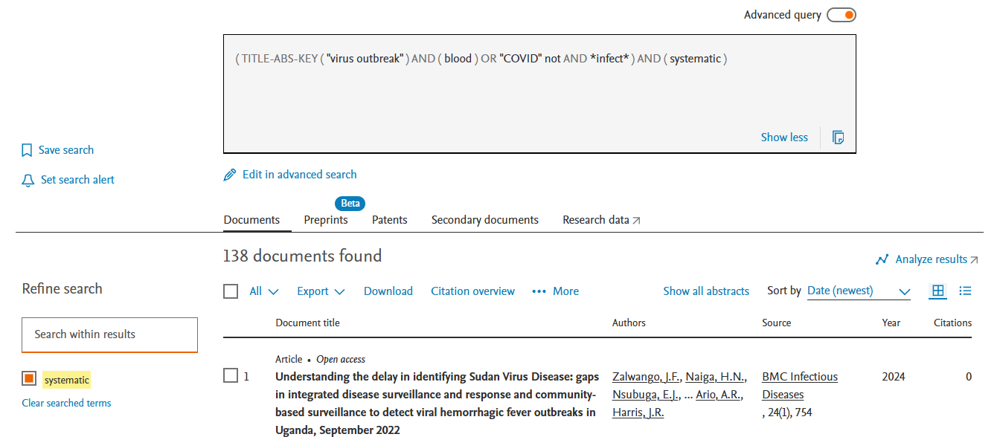 Advanced query
( TITLE-ABS-KEY ( "virus outbreak" ) AND ( blood ) OR "COVID" not AND *infect* ) AND ( systematic )
Show less
Save search
Set search alert
Edit in advanced search
Beta
Documents Preprints Patents Secondary documents Research data
138 documents found
Analyze results
Refine search
All Export Download Citation overview ••• More Show all abstracts Sort by Date (newest)
Search within results
Document title Authors Source Year Citations
systematic
Clear searched terms
Article • Open access
1 Understanding the delay in identifying Sudan Virus Disease: gaps Zalwango, J.F., Naiga, H.N., BMC Infectious 2024 0
in integrated disease surveillance and response and community- Nsubuga, E.J., ... Ario, A.R., Diseases
based surveillance to detect viral hemorrhagic fever outbreaks in Harris, J.R. , 24(1), 754
Uganda, September 2022